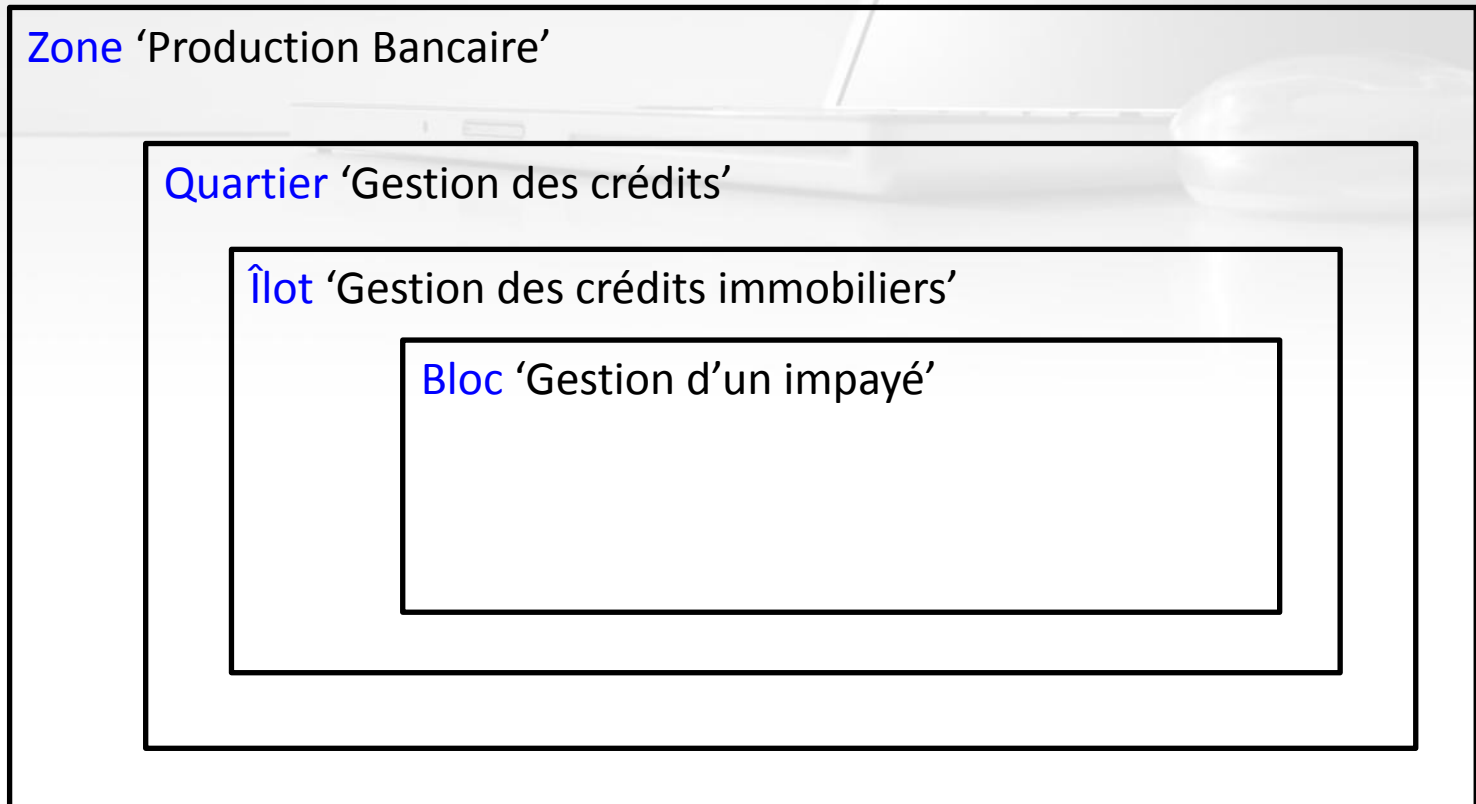 Zone ‘Production Bancaire’
Quartier ‘Gestion des crédits’
Îlot ‘Gestion des crédits immobiliers’
Bloc ‘Gestion d’un impayé’